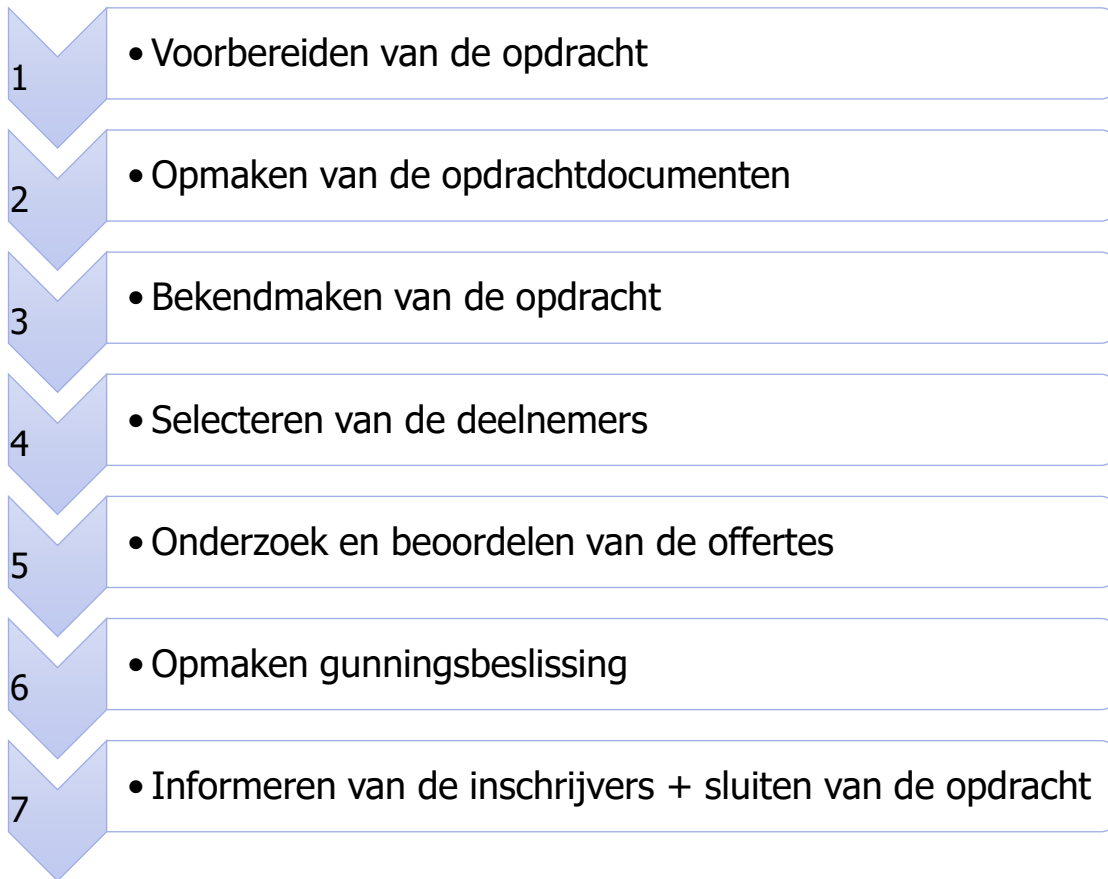 1
• Voorbereiden van de opdracht
2
• Opmaken van de opdrachtdocumenten
3
• Bekendmaken van de opdracht
4
• Selecteren van de deelnemers
5
• Onderzoek en beoordelen van de offertes
6
• Opmaken gunningsbeslissing
7
• Informeren van de inschrijvers + sluiten van de opdracht